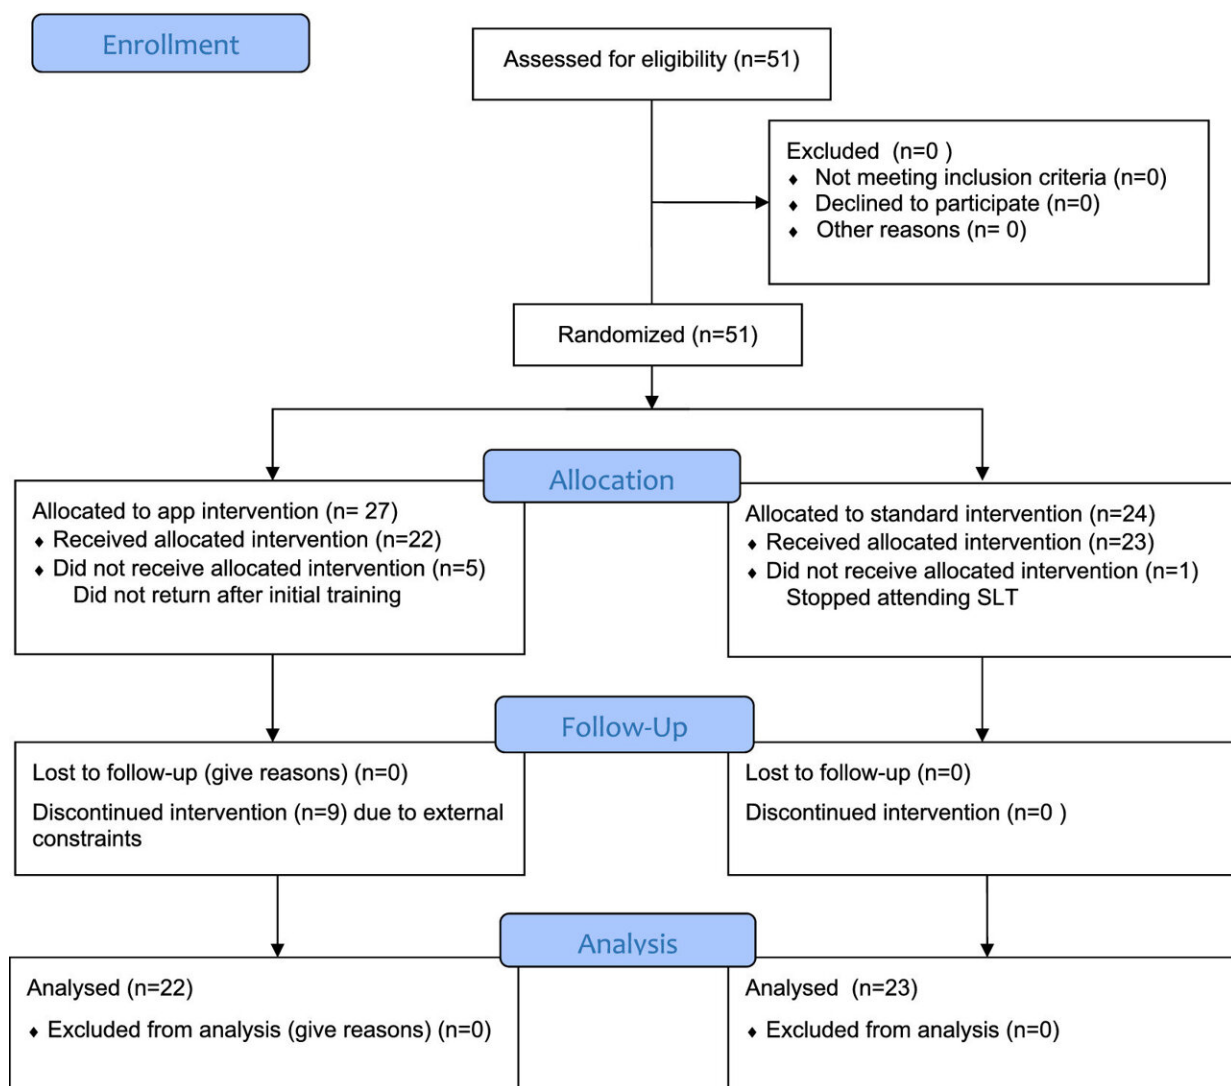 Enrollment
Assessed for eligibility (n=51)
Excluded  (n=0 )
♦ Not meeting inclusion criteria (n=0)
♦ Declined to participate (n=0)
♦ Other reasons (n= 0)
Randomized (n=51)
Allocation
Allocated to app intervention (n= 27)
♦ Received allocated intervention (n=22)
♦ Did not receive allocated intervention (n=5)
Did not return after initial training
Allocated to standard intervention (n=24)
♦ Received allocated intervention (n=23)
♦ Did not receive allocated intervention (n=1)
Stopped attending SLT
Follow-Up
Lost to follow-up (give reasons) (n=0)
Discontinued intervention (n=9) due to external
constraints
Lost to follow-up (n=0)
Discontinued intervention (n=0 )
Analysis
Analysed (n=22)
♦ Excluded from analysis (give reasons) (n=0)
Analysed  (n=23)
♦ Excluded from analysis (n=0)